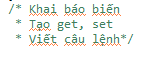 /* Khai báo biến
* Tạo get, set
* Viết câu lệnh*/